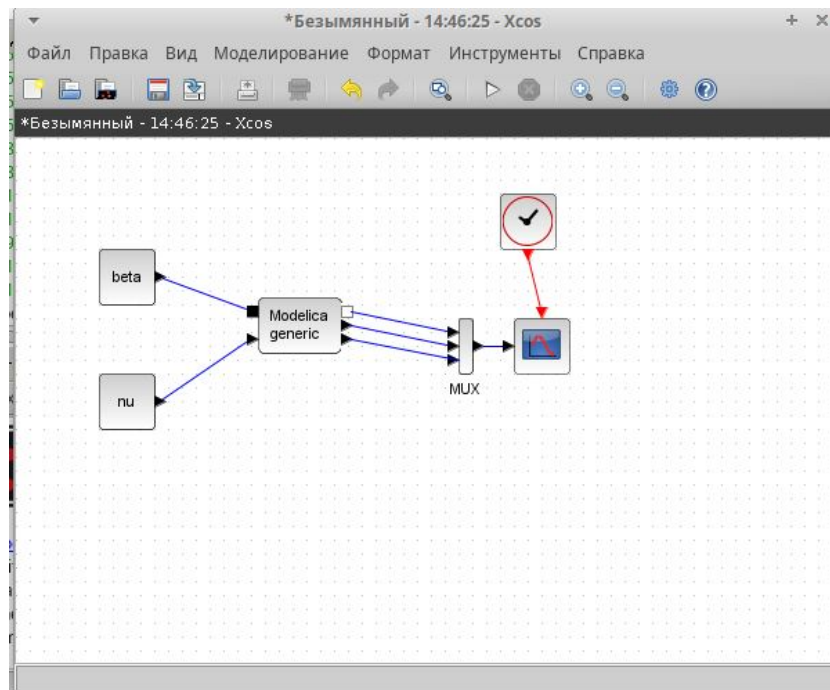 *Безымянный - 14:46:25 - Xcos
Файл Правка Вид Моделирование Формат Инструменты Справка
*Безымянный - 14:46:25 - Xcos
beta
Modelica
generic
nu
MUX